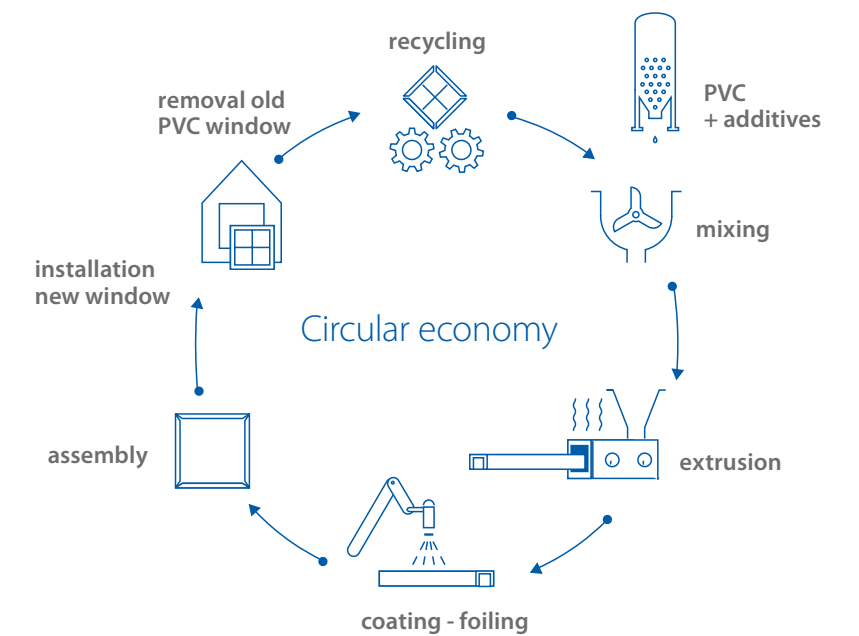 recycling
PVC
+ additives
mixing
extrusion
coating - foiling
assembly
installation
new window
removal old
PVC window
Circular economy